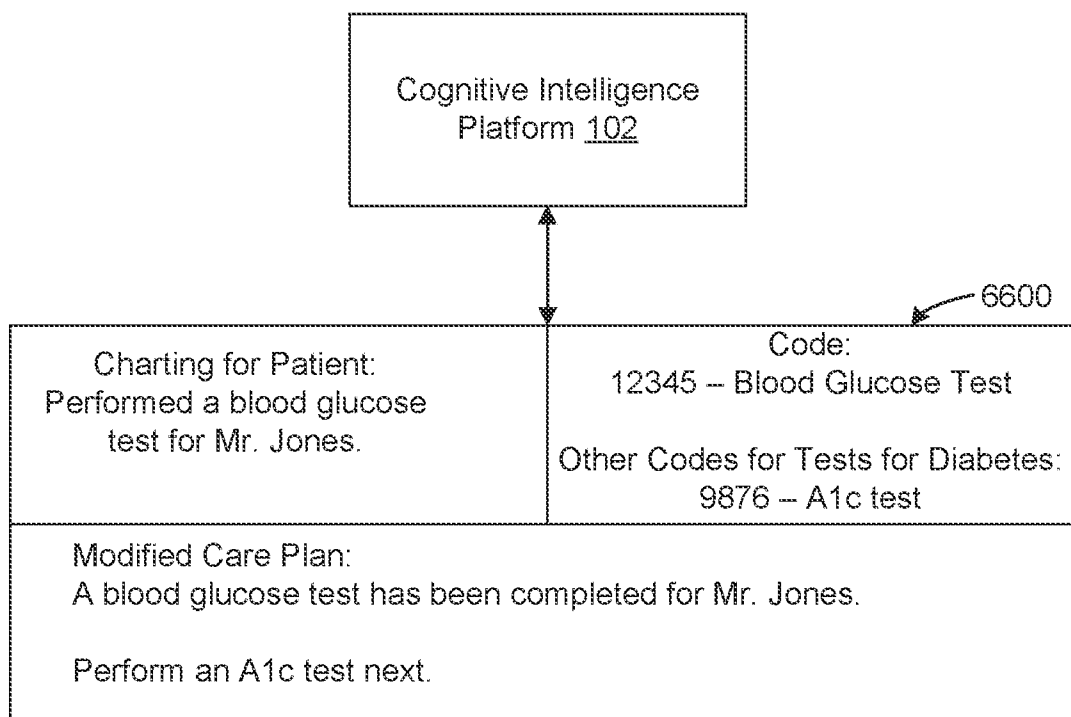 Cognitive Intelligence
Platform 102
6600
Charting for Patient:
Performed a blood glucose
test for Mr. Jones.
Code:
12345 – Blood Glucose Test
Other Codes for Tests for Diabetes:
9876 – A1c test
Modified Care Plan:
A blood glucose test has been completed for Mr. Jones.
Perform an A1c test next.